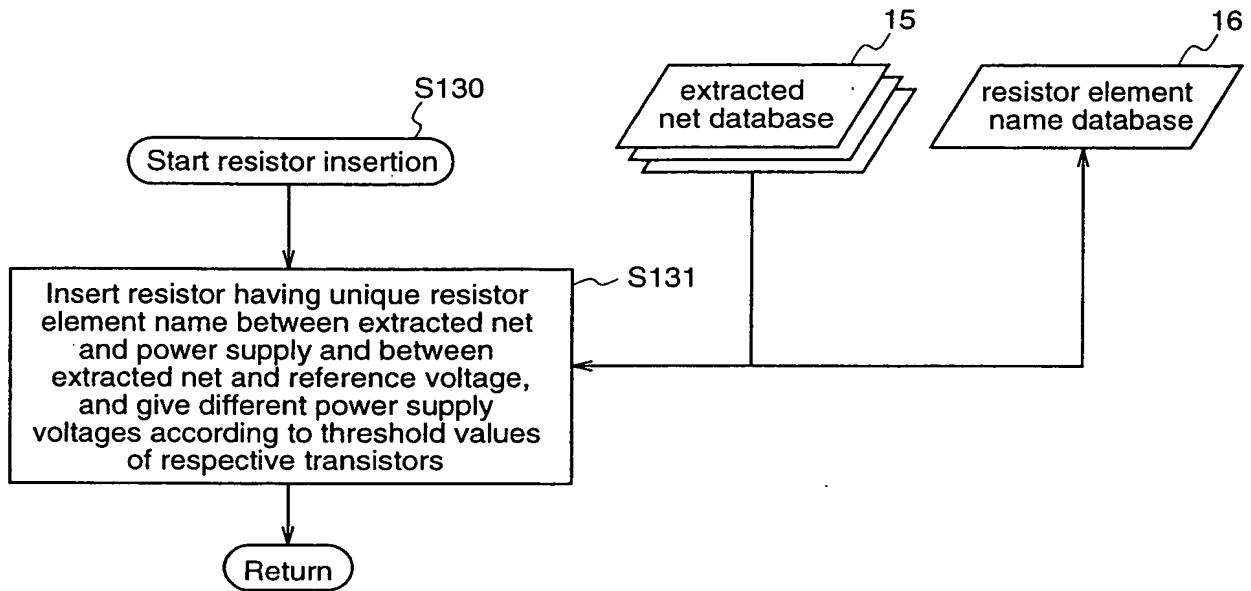 15
16
extracted
net database
resistor element
name database
S130
Start resistor insertion
S131
Insert resistor having unique resistor
element name between extracted net
and power supply and between
extracted net and reference voltage,
and give different power supply
voltages according to threshold values
of respective transistors
Return